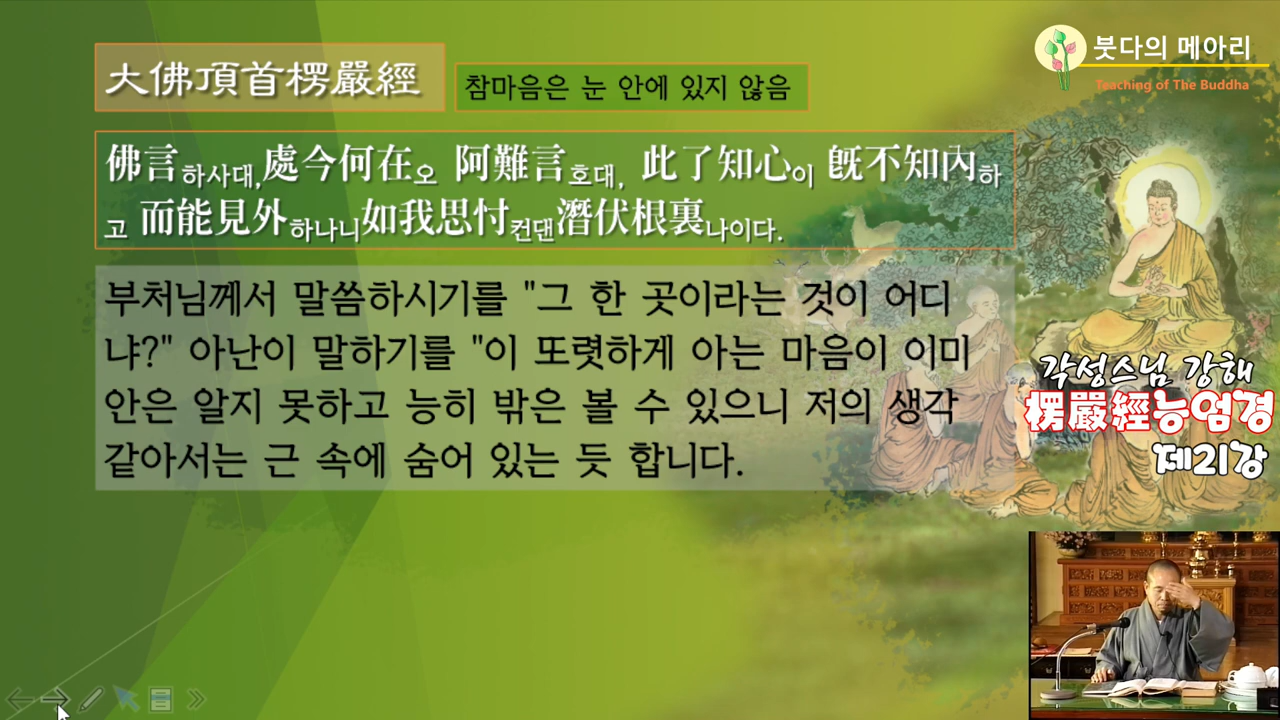 大佛頂首楞嚴經
참마음은 눈 안에 있지 않음
붓다의 메아리
Teaching of The Buddha
佛言하사대,處今何在오 阿難言호대, 此了知心이 旣不知內하
고 而能見外하나니如我思忖컨댄潛伏根裏나이다.
부처님께서 말씀하시기를 "그 한 곳이라는 것이 어디
냐?" 아난이 말하기를 "이 또렷하게 아는 마음이 이미
안은 알지 못하고 능히 밖은 볼 수 있으니 저의 생각
같아서는 근 속에 숨어 있는 듯 합니다.
각성스님 강해
楞嚴經능엄경
제21강